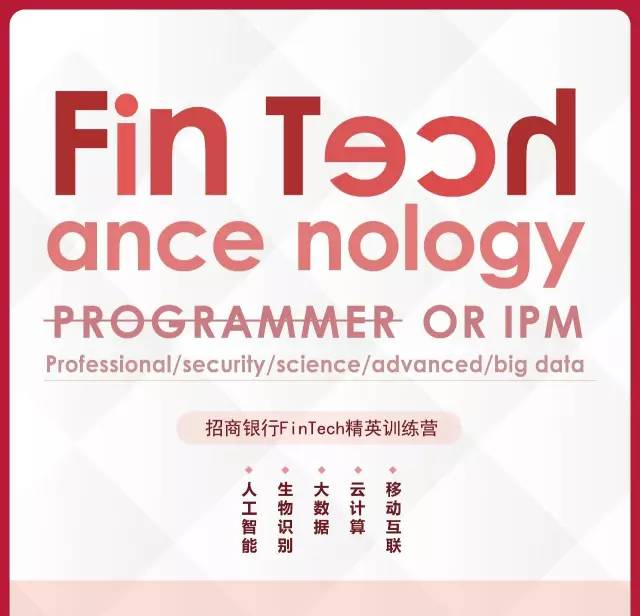 Fin Tech
ance nology
PROGRAMMER OR IPM
Professional/security/science/advanced/big data
招商银行FinTech精英训练营
人工智能
生物识别
大数据
云计算
移动互联